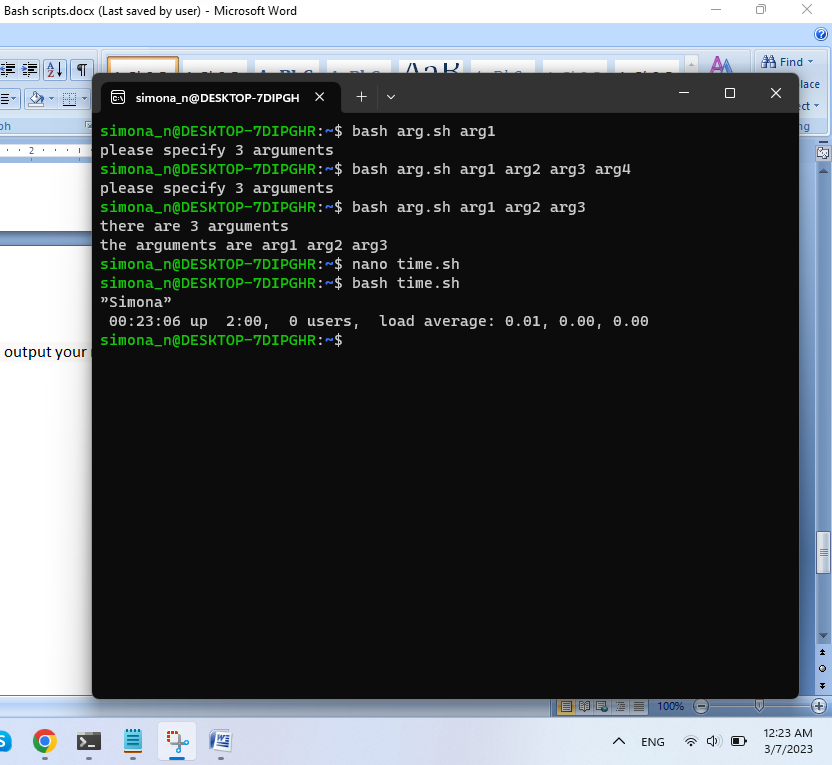 Bash scripts.docx (Last saved by user) - Microsoft Word
Find
lace
ect
ph
ng
2
simona_n@DESKTOP-7DIPGH
simona_n@DESKTOP-7DIPGHR:~$ bash arg.sh arg1
please specify 3 arguments
simona_n@DESKTOP-7DIPGHR:~$ bash arg.sh arg1 arg2 arg3 arg4
please specify 3 arguments
simona_n@DESKTOP-7DIPGHR:~$ bash arg.sh arg1 arg2 arg3
there are 3 arguments
the arguments are arg1 arg2 arg3
simona_n@DESKTOP-7DIPGHR:~$ nano time.sh
simona_n@DESKTOP-7DIPGHR:~$ bash time.sh
”Simona”
00:23:06 up  2:00,  0 users,  load average: 0.01, 0.00, 0.00
simona_n@DESKTOP-7DIPGHR:~$
output your
100%
ENG
12:23 AM
3/7/2023